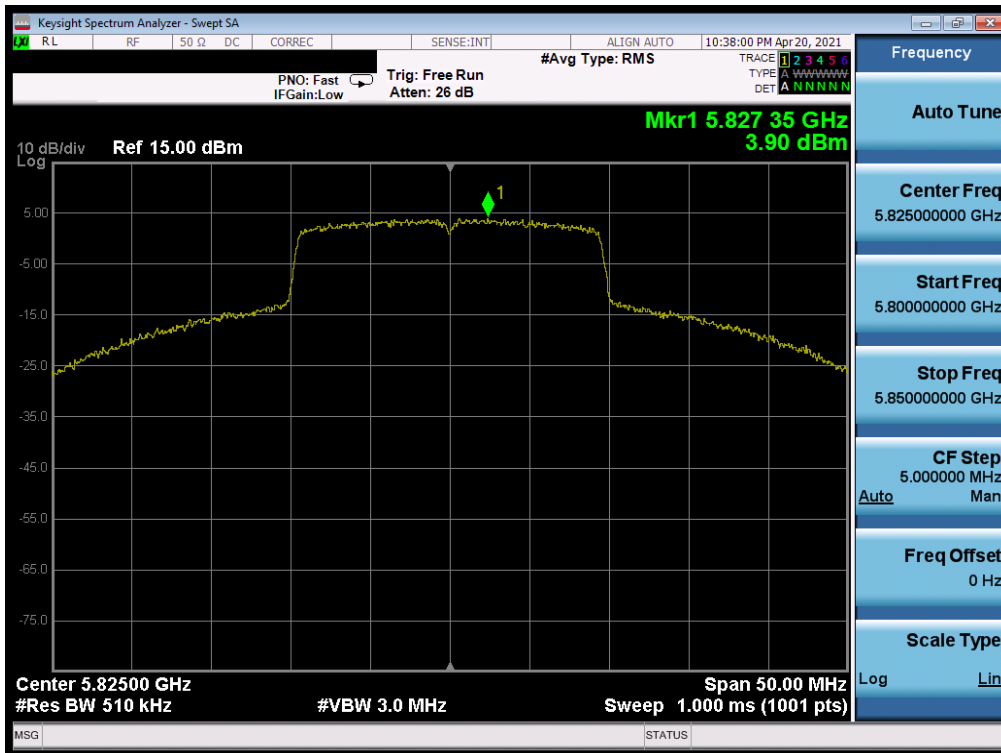 Keysight Spectrum Analyzer - Swept SA
LXI RL RF 50 Ω DC CORREC SENSE:INT ALIGN AUTO 10:38:00 PM Apr 20, 2021
PNO: Fast
IFGain:Low
Trig: Free Run
Atten: 26 dB
#Avg Type: RMS
TRACE 1 2 3 4 5 6
TYPE A WWWWWW
DET A N N N N N
Mkr1 5.827 35 GHz
3.90 dBm
10 dB/div Ref 15.00 dBm
Log
1
5.00
-5.00
-15.0
-25.0
-35.0
-45.0
-55.0
-65.0
-75.0
Center 5.82500 GHz Span 50.00 MHz
#Res BW 510 kHz #VBW 3.0 MHz Sweep 1.000 ms (1001 pts)
MSG STATUS
Frequency
Auto Tune
Center Freq
5.825000000 GHz
Start Freq
5.800000000 GHz
Stop Freq
5.850000000 GHz
CF Step
5.000000 MHz
Auto Man
Freq Offset
0 Hz
Scale Type
Log Lin